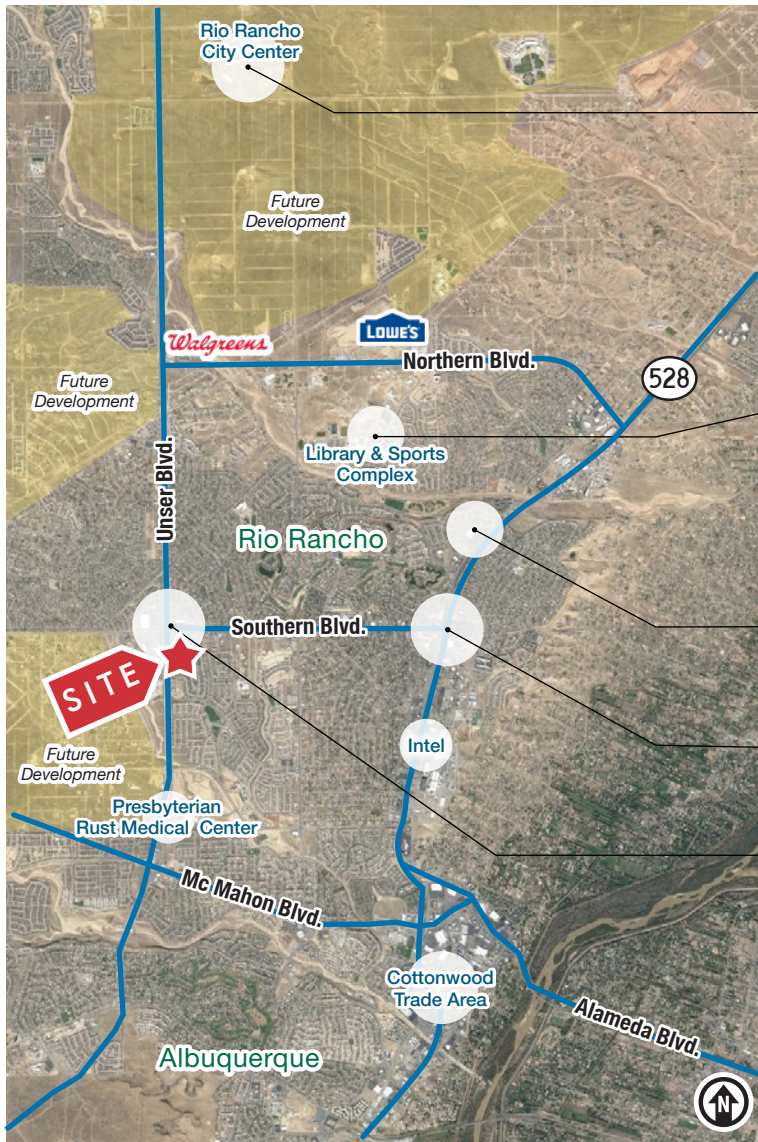 Rio Rancho
City Center
Future
Development
Walgreens
LOWE'S
Northern Blvd.
528
Future
Development
Unser Blvd.
Library & Sports
Complex
Rio Rancho
Southern Blvd.
SITE
Intel
Future
Development
Presbyterian
Rust Medical Center
Mc Mahon Blvd.
Cottonwood
Trade Area
Alameda Blvd.
Albuquerque
N